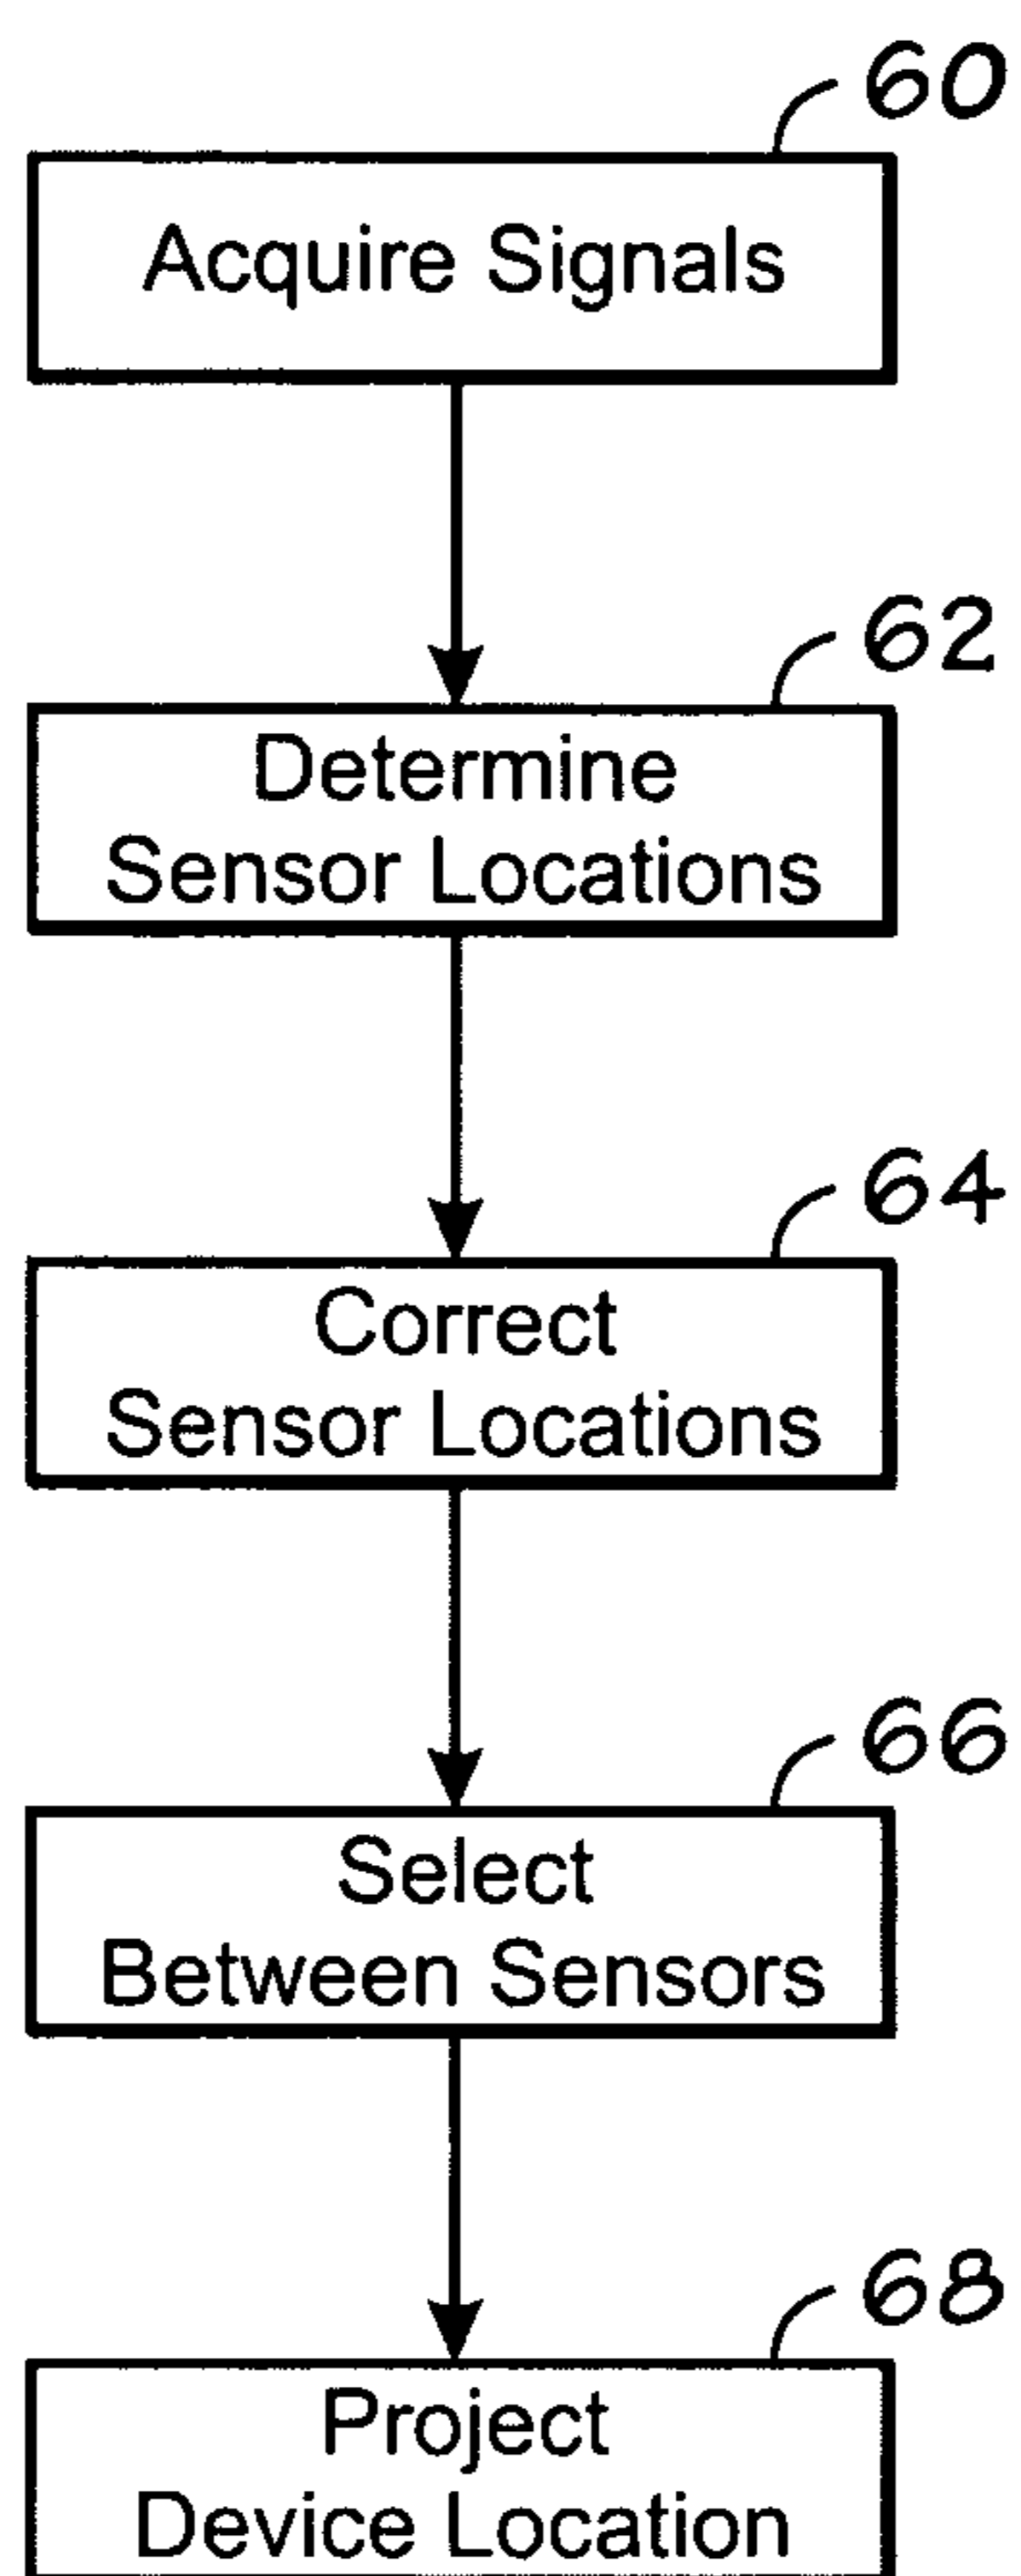 60
Acquire Signals
62
Determine
Sensor Locations
64
Correct
Sensor Locations
66
Select
Between Sensors
68
Project
Device Location